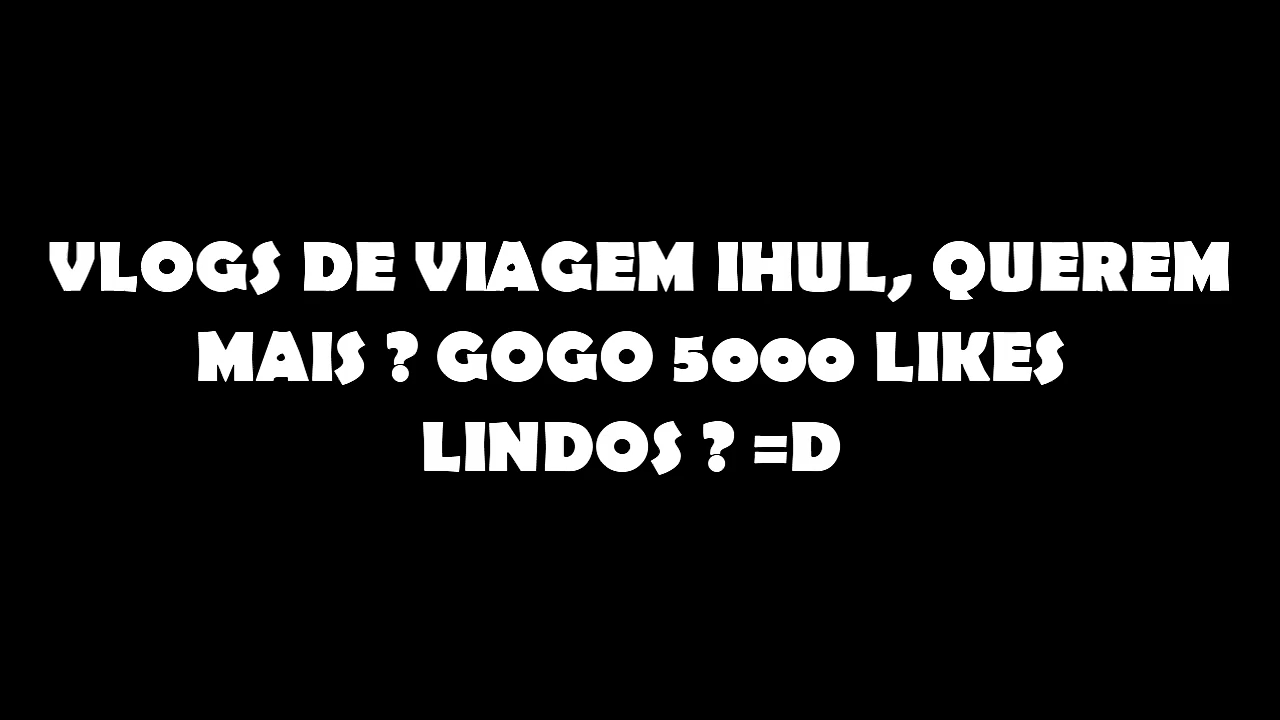 VLOGS DE VIAGEM IHUL, QUEREM
MAIS ? GOGO 5000 LIKES
LINDOS ? =D